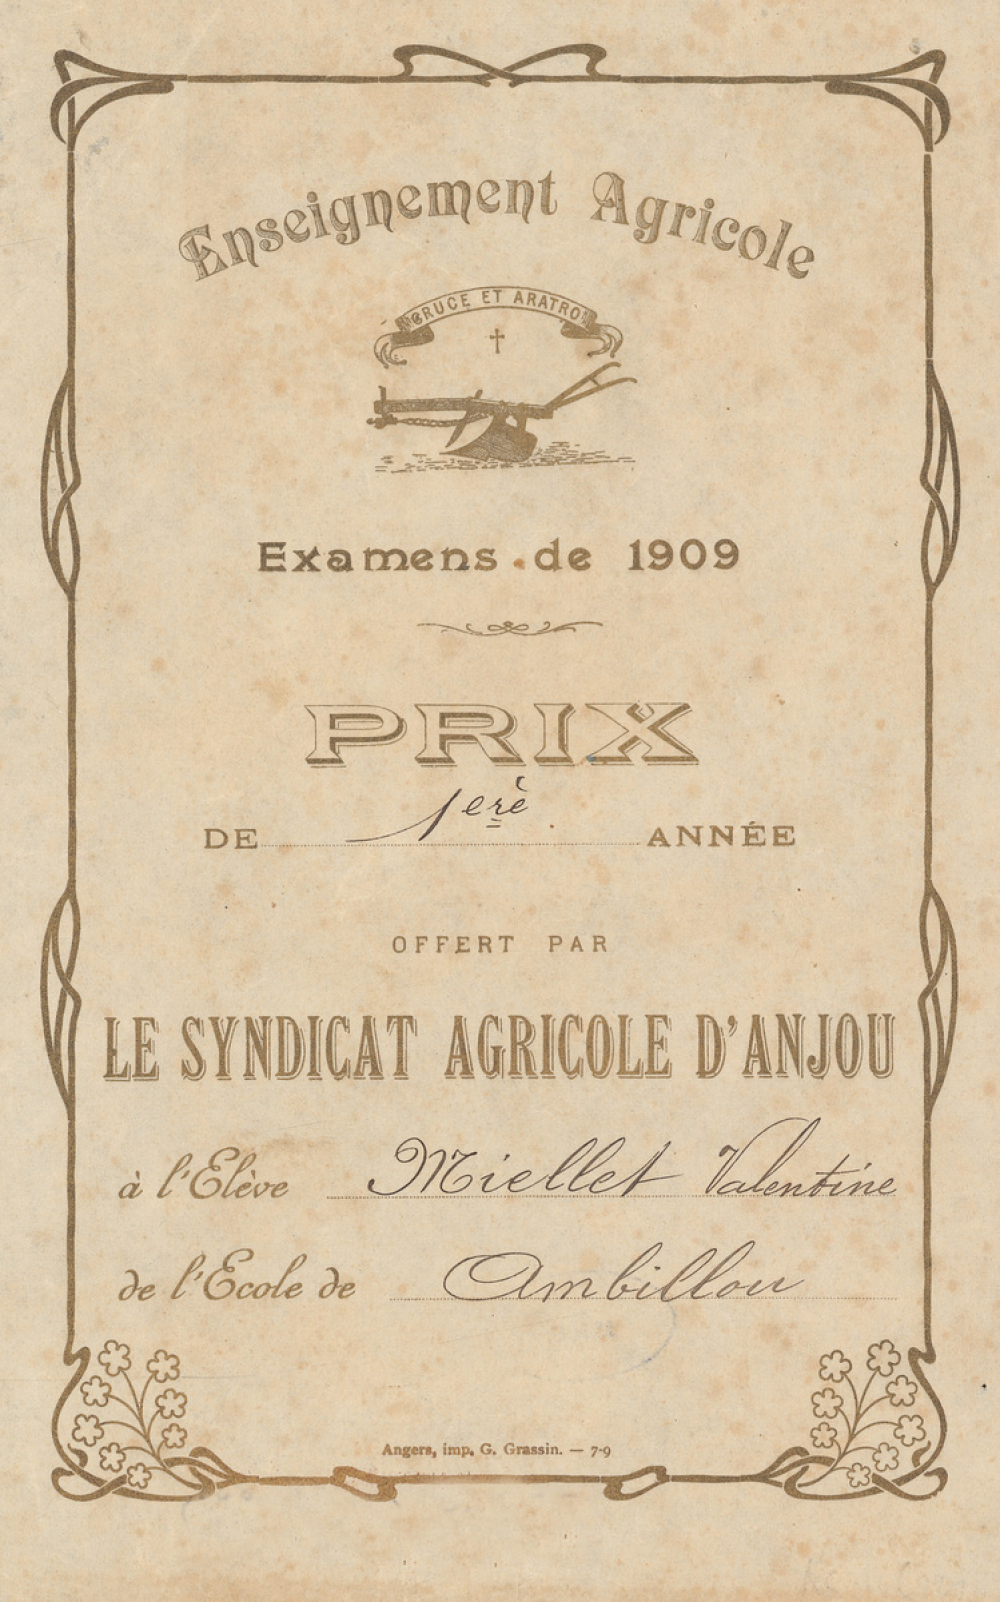 Enseignement Agricole
CRUCE ET ARATRO
Examens de 1909
PRIX
DE 1erè ANNÉE
OFFERT PAR
LE SYNDICAT AGRICOLE D'ANJOU
à l'Elève Miellet Valentine
de l'Ecole de Ambillou
Angers, imp. G. Grassin. — 7-9